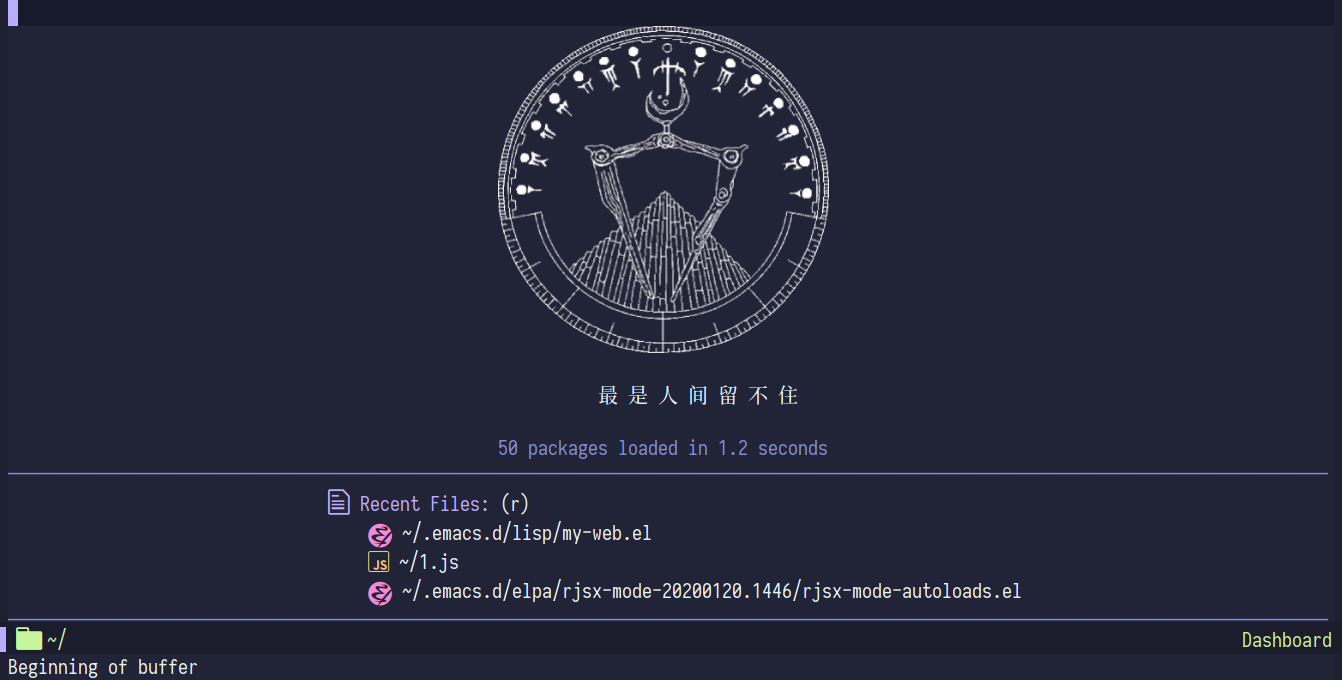 最是人间留不住
50 packages loaded in 1.2 seconds
Recent Files: (r)
~/.emacs.d/lisp/my-web.el
JS ~/1.js
~/.emacs.d/elpa/rjsx-mode-20200120.1446/rjsx-mode-autoloads.el
~/ Dashboard
Beginning of buffer